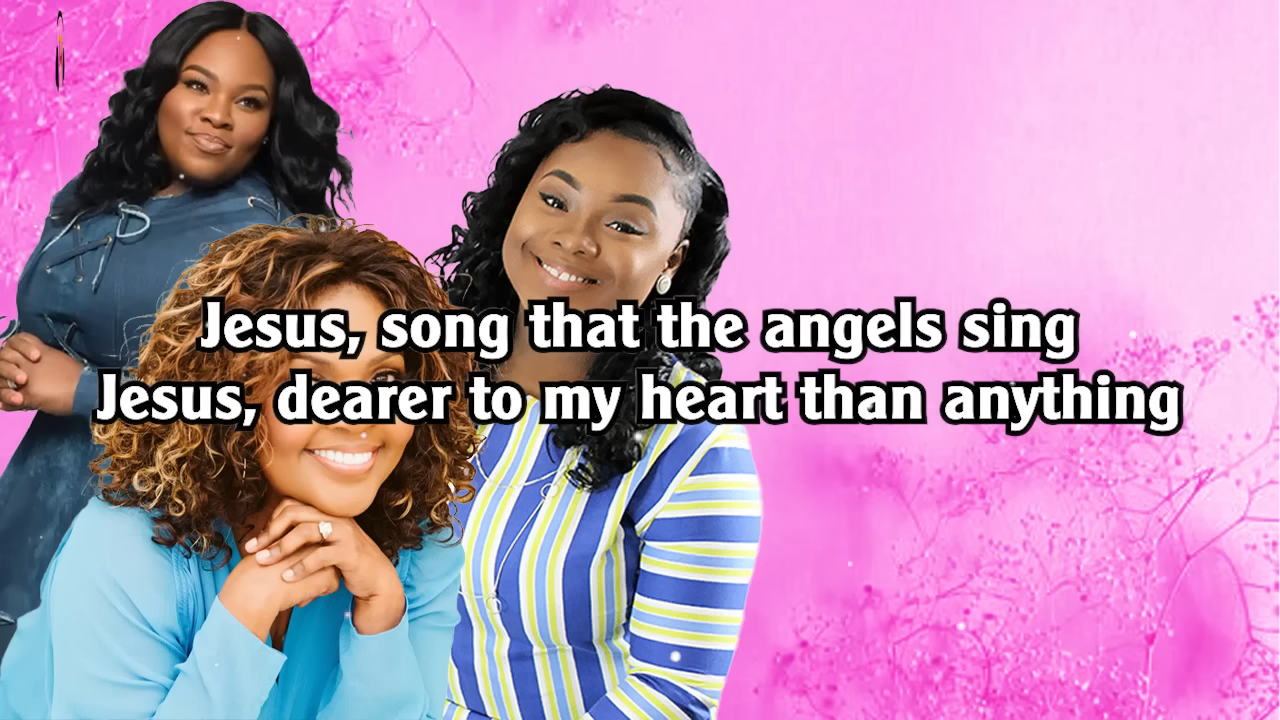 Jesus, song that the angels sing
Jesus, dearer to my heart than anything